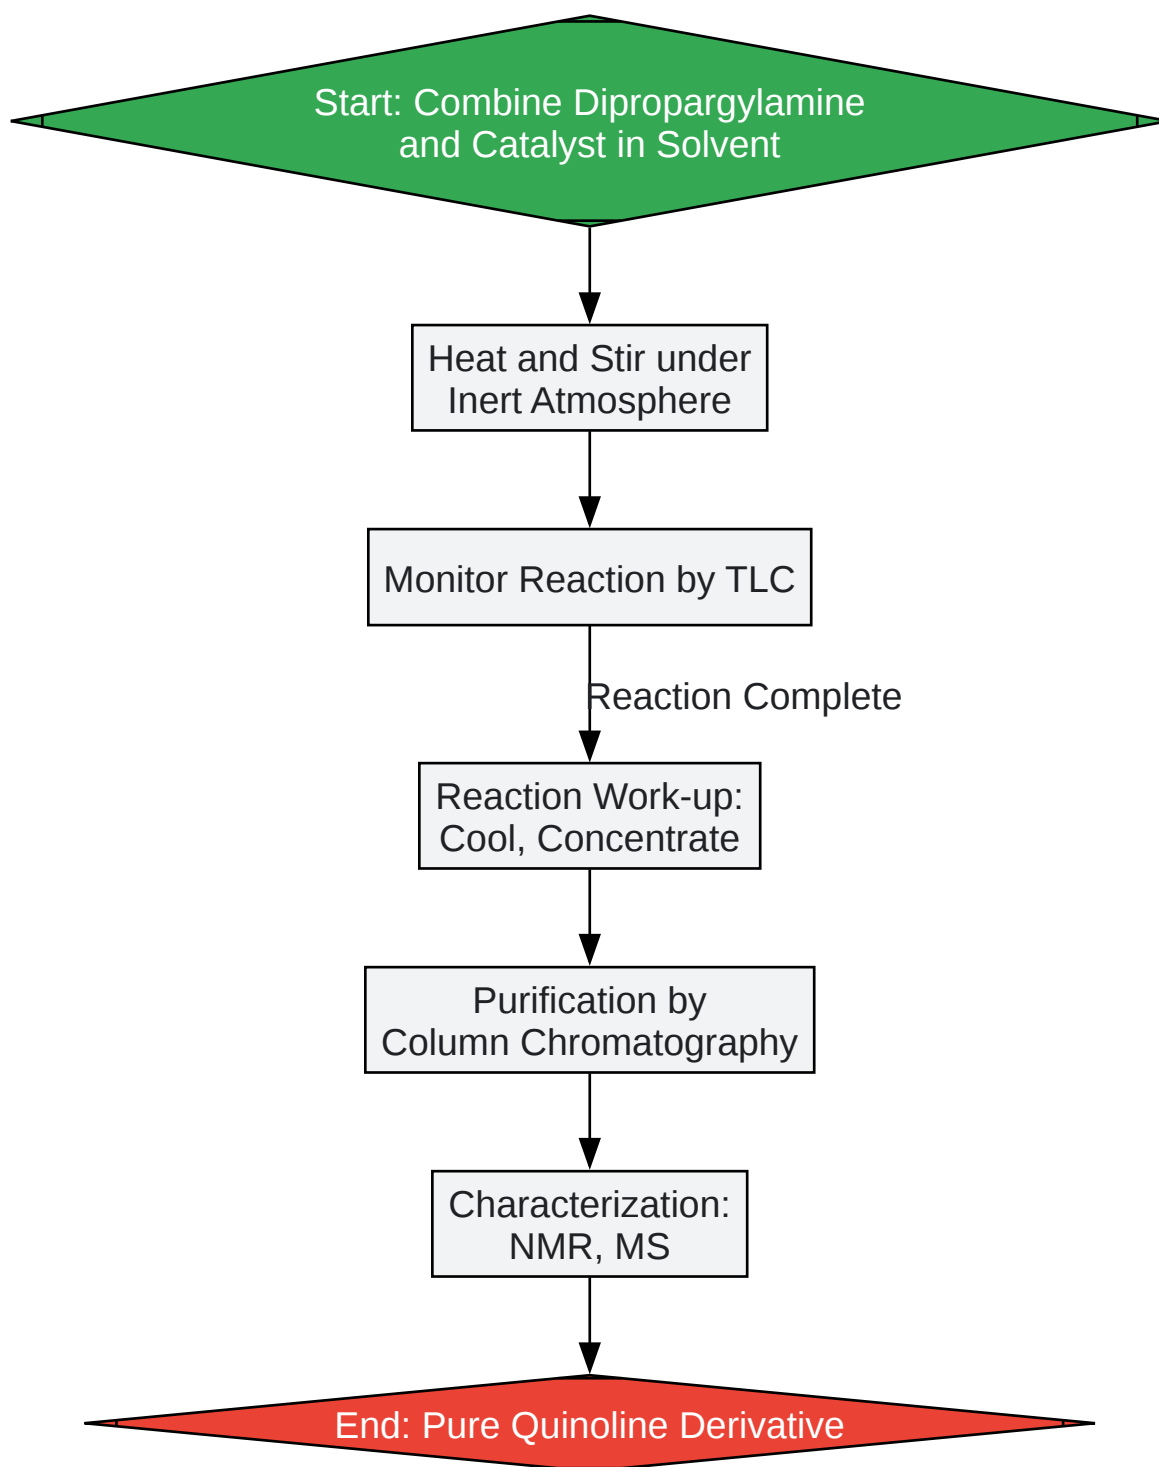 Start: Combine Dipropargylamine
and Catalyst in Solvent
Heat and Stir under
Inert Atmosphere
Monitor Reaction by TLC
Reaction Complete
Reaction Work-up:
Cool, Concentrate
Purification by
Column Chromatography
Characterization:
NMR, MS
End: Pure Quinoline Derivative